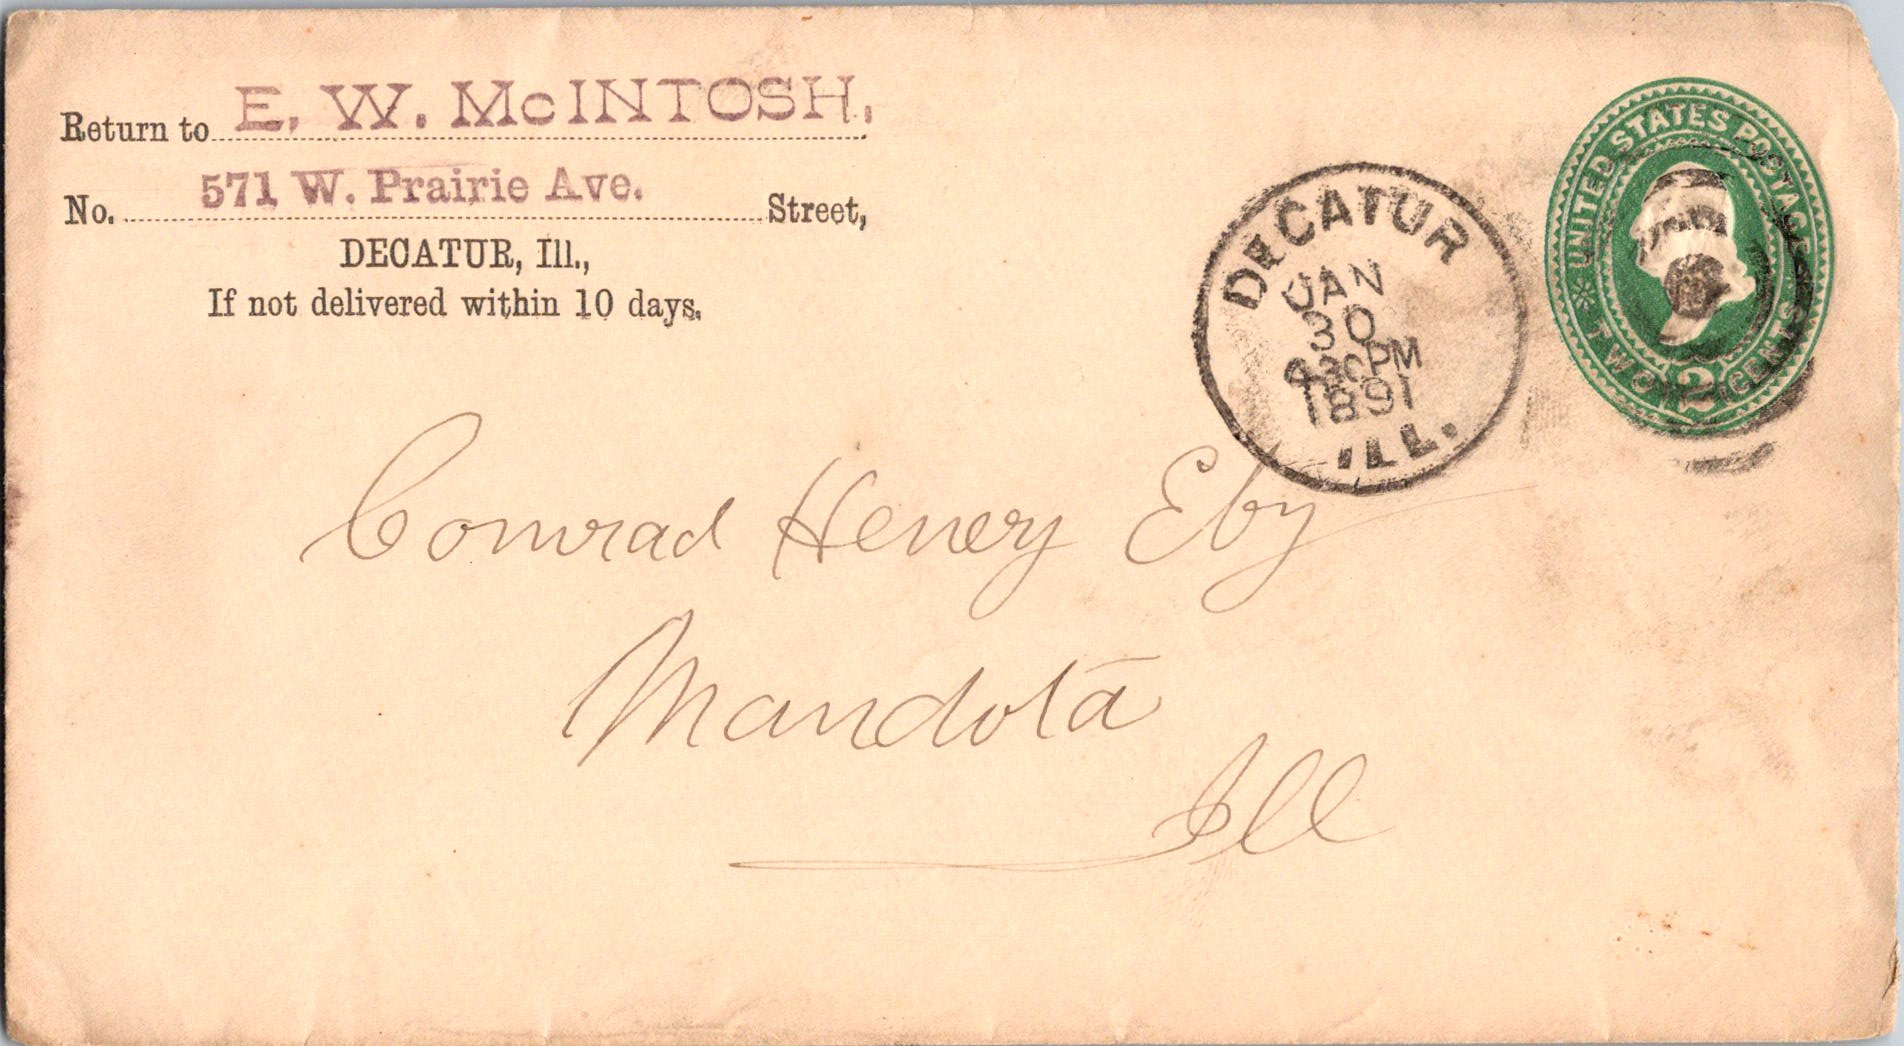 Return to E. W. McINTOSH.
No. 571 W. Prairie Ave. Street,
DECATUR, Ill.,
If not delivered within 10 days.
DECATUR
JAN
30
PM
1891
ILL.
UNITED STATES POSTAGE
TWO 2 CENTS
Conrad Henry Eby
Mandota
Ill